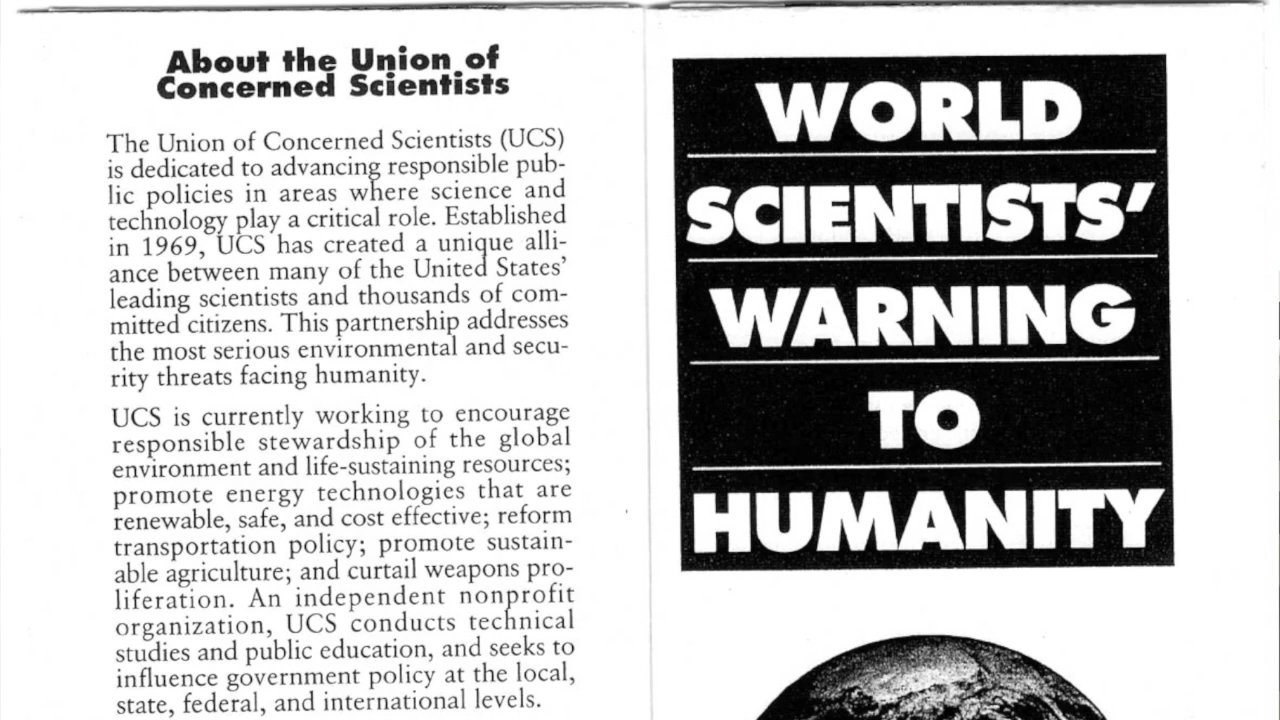 About the Union of
Concerned Scientists
The Union of Concerned Scientists (UCS)
is dedicated to advancing responsible pub-
lic policies in areas where science and
technology play a critical role. Established
in 1969, UCS has created a unique alli-
ance between many of the United States'
leading scientists and thousands of com-
mitted citizens. This partnership addresses
the most serious environmental and secu-
rity threats facing humanity.
UCS is currently working to encourage
responsible stewardship of the global
environment and life-sustaining resources;
promote energy technologies that are
renewable, safe, and cost effective; reform
transportation policy; promote sustain-
able agriculture; and curtail weapons pro-
liferation. An independent nonprofit
organization, UCS conducts technical
studies and public education, and seeks to
influence government policy at the local,
state, federal, and international levels.
WORLD
SCIENTISTS'
WARNING
TO
HUMANITY